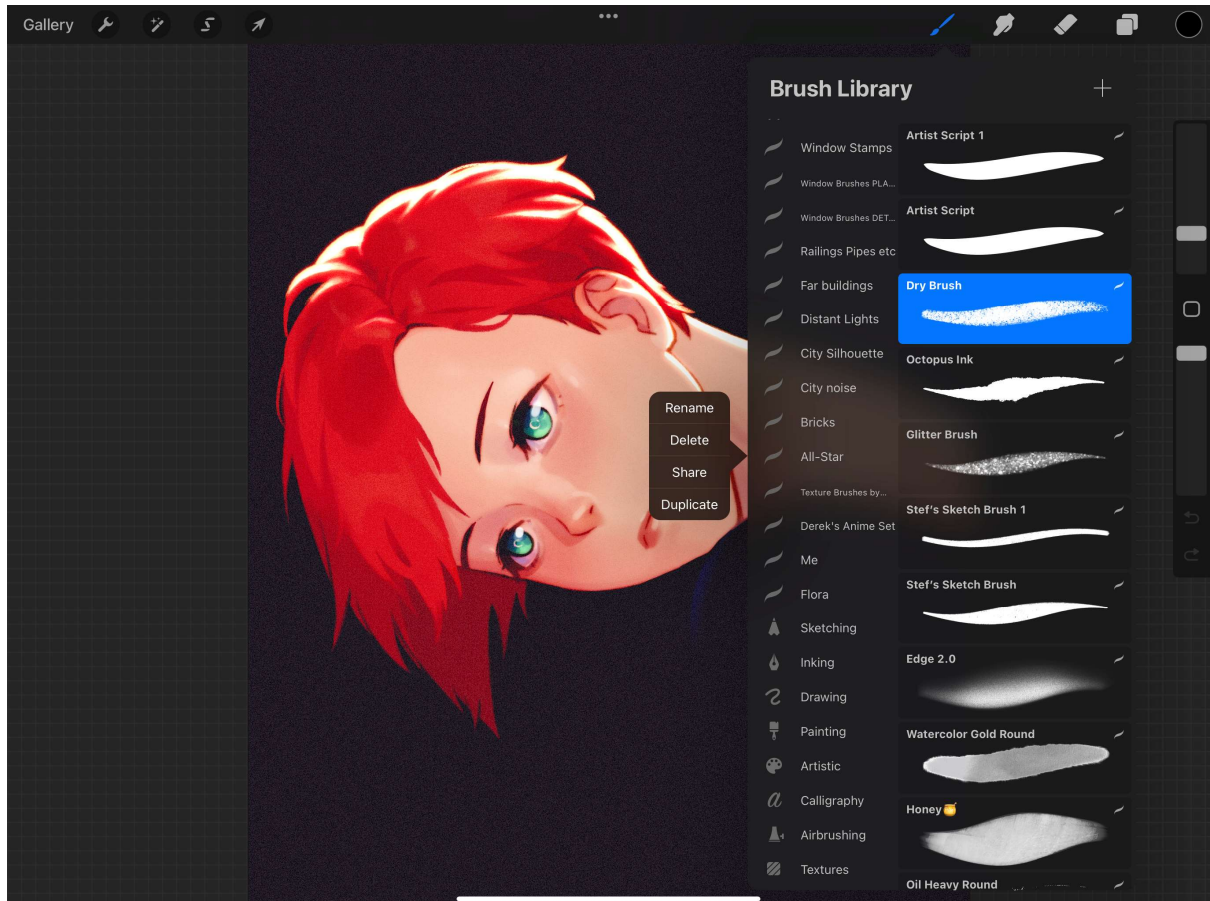 Gallery
Brush Library
Window Stamps
Window Brushes PLA...
Window Brushes DET...
Railings Pipes etc
Far buildings
Distant Lights
City Silhouette
City noise
Bricks
All-Star
Texture Brushes by...
Derek's Anime Set
Me
Flora
Sketching
Inking
Drawing
Painting
Artistic
Calligraphy
Airbrushing
Textures
Artist Script 1
Artist Script
Dry Brush
Octopus Ink
Glitter Brush
Stef's Sketch Brush 1
Stef's Sketch Brush
Edge 2.0
Watercolor Gold Round
Honey🍯
Oil Heavy Round
Rename
Delete
Share
Duplicate